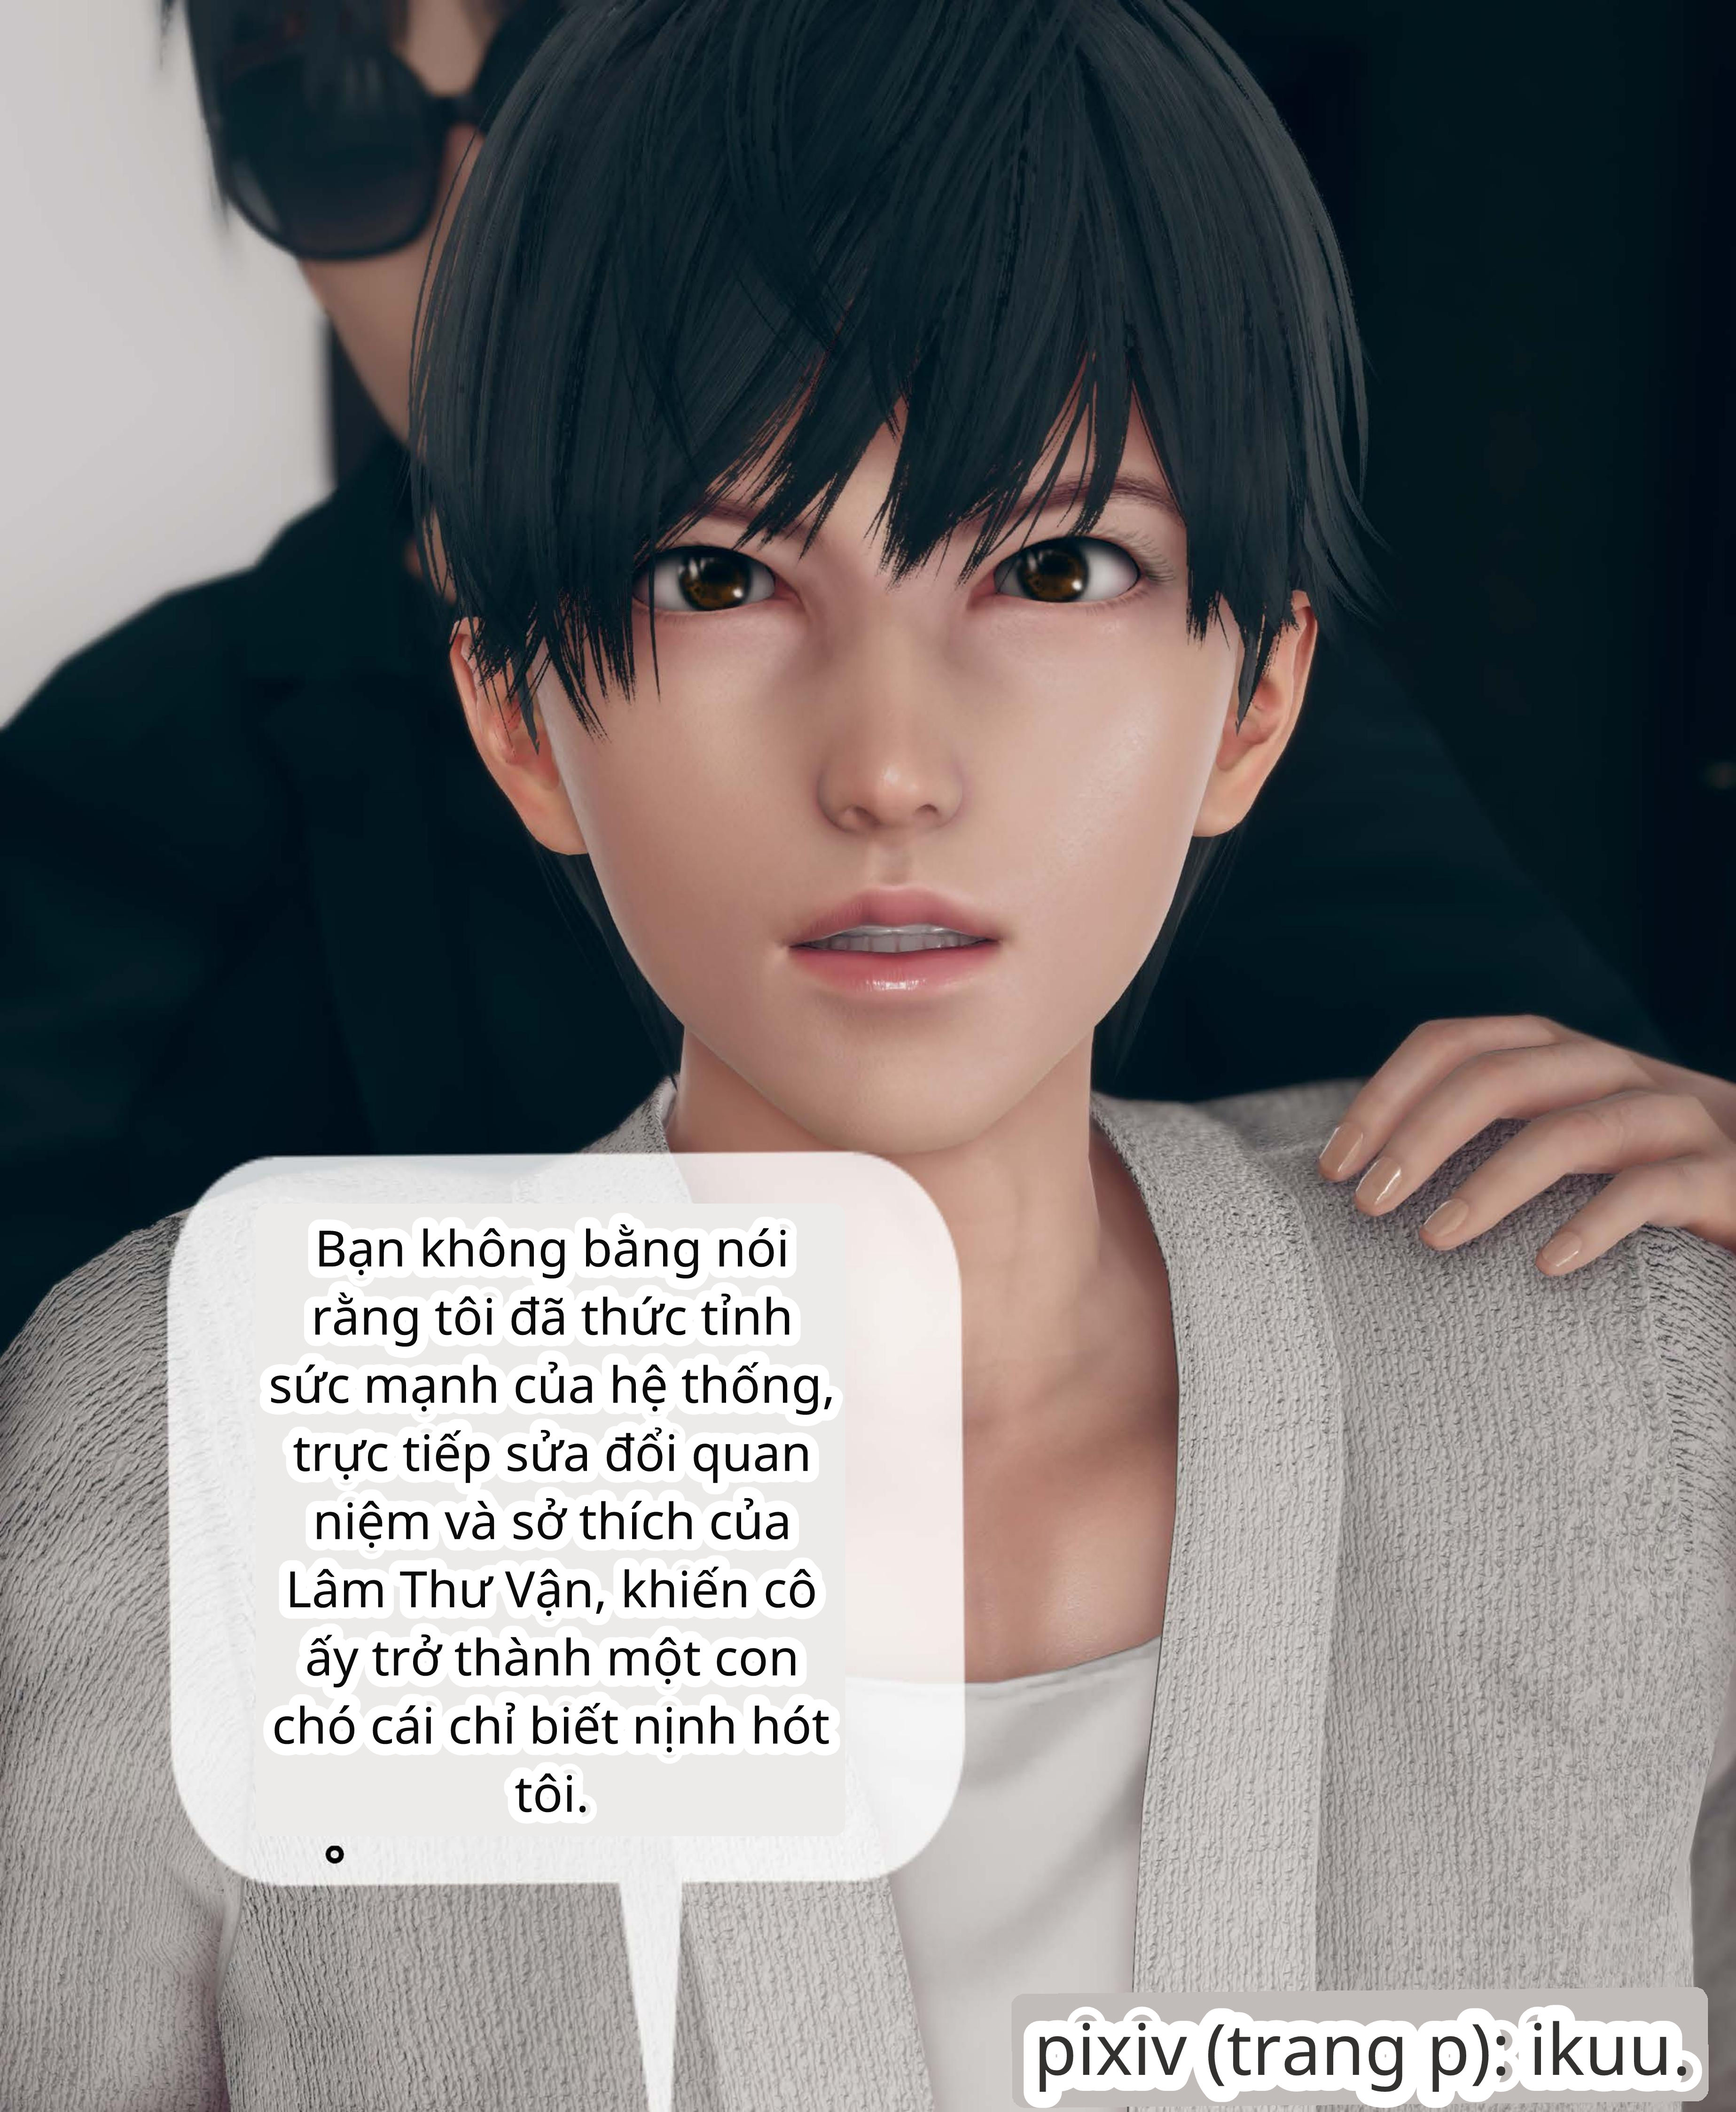 Bạn không bằng nói
rằng tôi đã thức tỉnh
sức mạnh của hệ thống,
trực tiếp sửa đổi quan
niệm và sở thích của
Lâm Thư Vận, khiến cô
ấy trở thành một con
chó cái chỉ biết nịnh hót
tôi.
。
pixiv (trang p): ikuu.